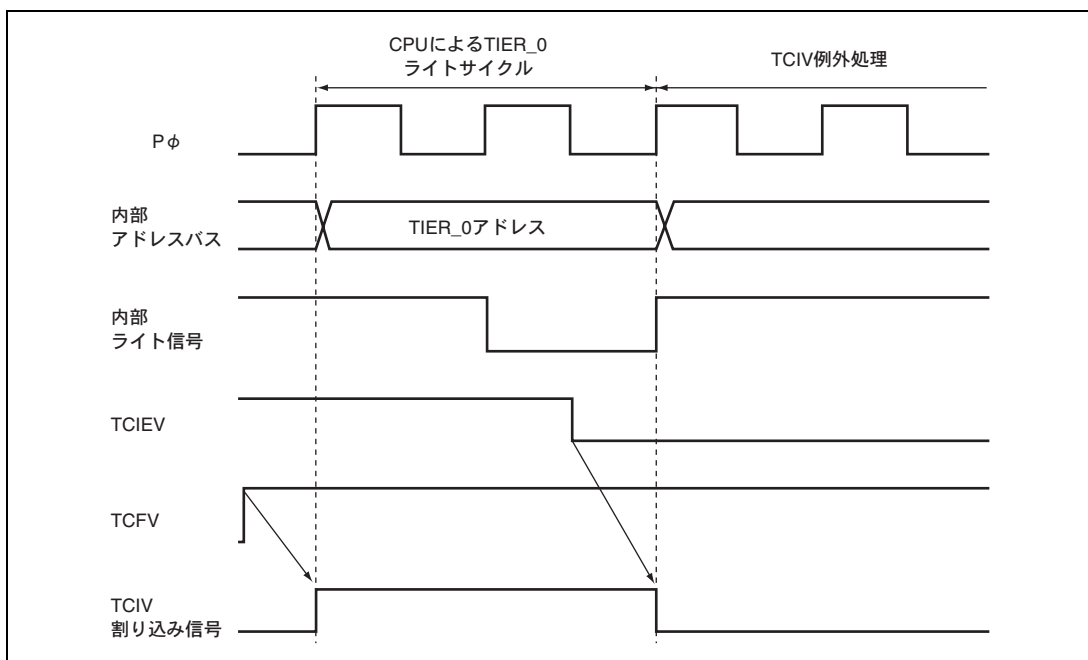 CPUによるTIER_0
ライトサイクル
TCIV例外処理
Pφ
内部
アドレスバス
TIER_0アドレス
内部
ライト信号
TCIEV
TCFV
TCIV
割り込み信号